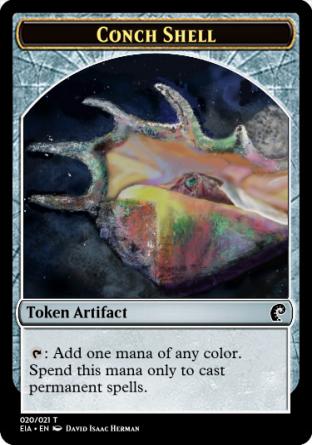 Conch Shell
Token Artifact
: Add one mana of any color.
Spend this mana only to cast
permanent spells.
020/021 T
EIA • EN David Isaac Herman